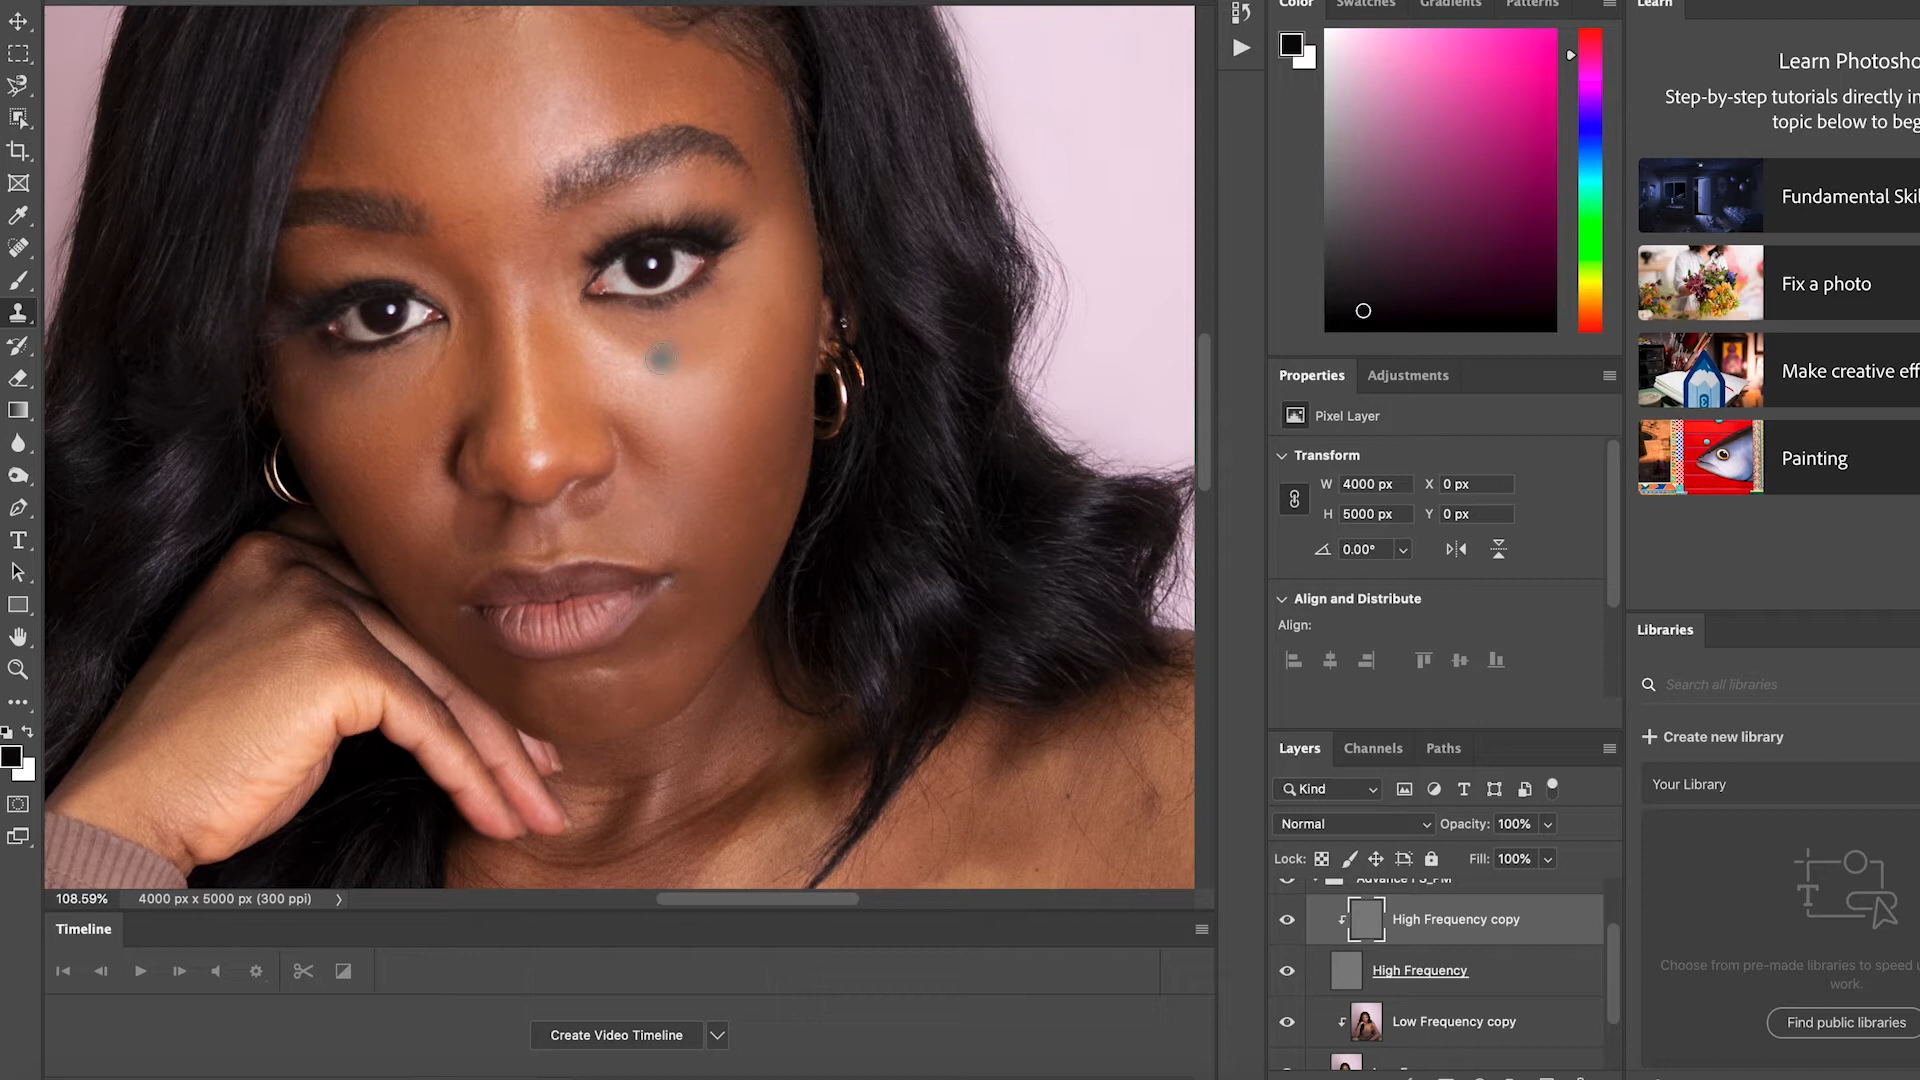 Color Swatches Gradients Patterns
Learn
Learn Photosho
Step-by-step tutorials directly in
topic below to beg
Fundamental Skil
Fix a photo
Make creative eff
Painting
Properties Adjustments
Pixel Layer
Transform
W 4000 px X 0 px
H 5000 px Y 0 px
0.00°
Align and Distribute
Align:
Libraries
Search all libraries
+ Create new library
Your Library
Choose from pre-made libraries to speed u
work.
Find public libraries
Layers Channels Paths
Kind
Normal Opacity: 100%
Lock: Fill: 100%
High Frequency copy
High Frequency
Low Frequency copy
108.59% 4000 px x 5000 px (300 ppi)
Timeline
Create Video Timeline